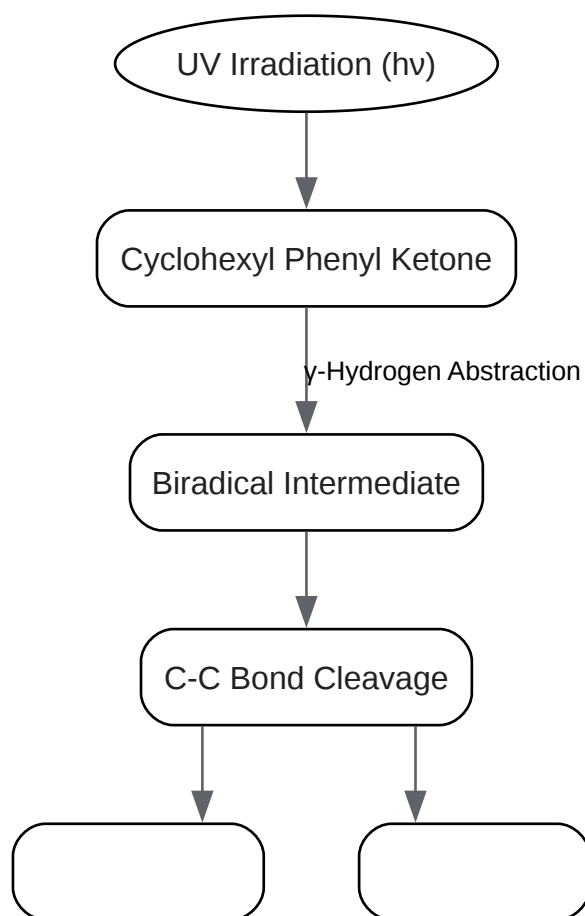 UV Irradiation (hν)
Cyclohexyl Phenyl Ketone
γ-Hydrogen Abstraction
Biradical Intermediate
C-C Bond Cleavage